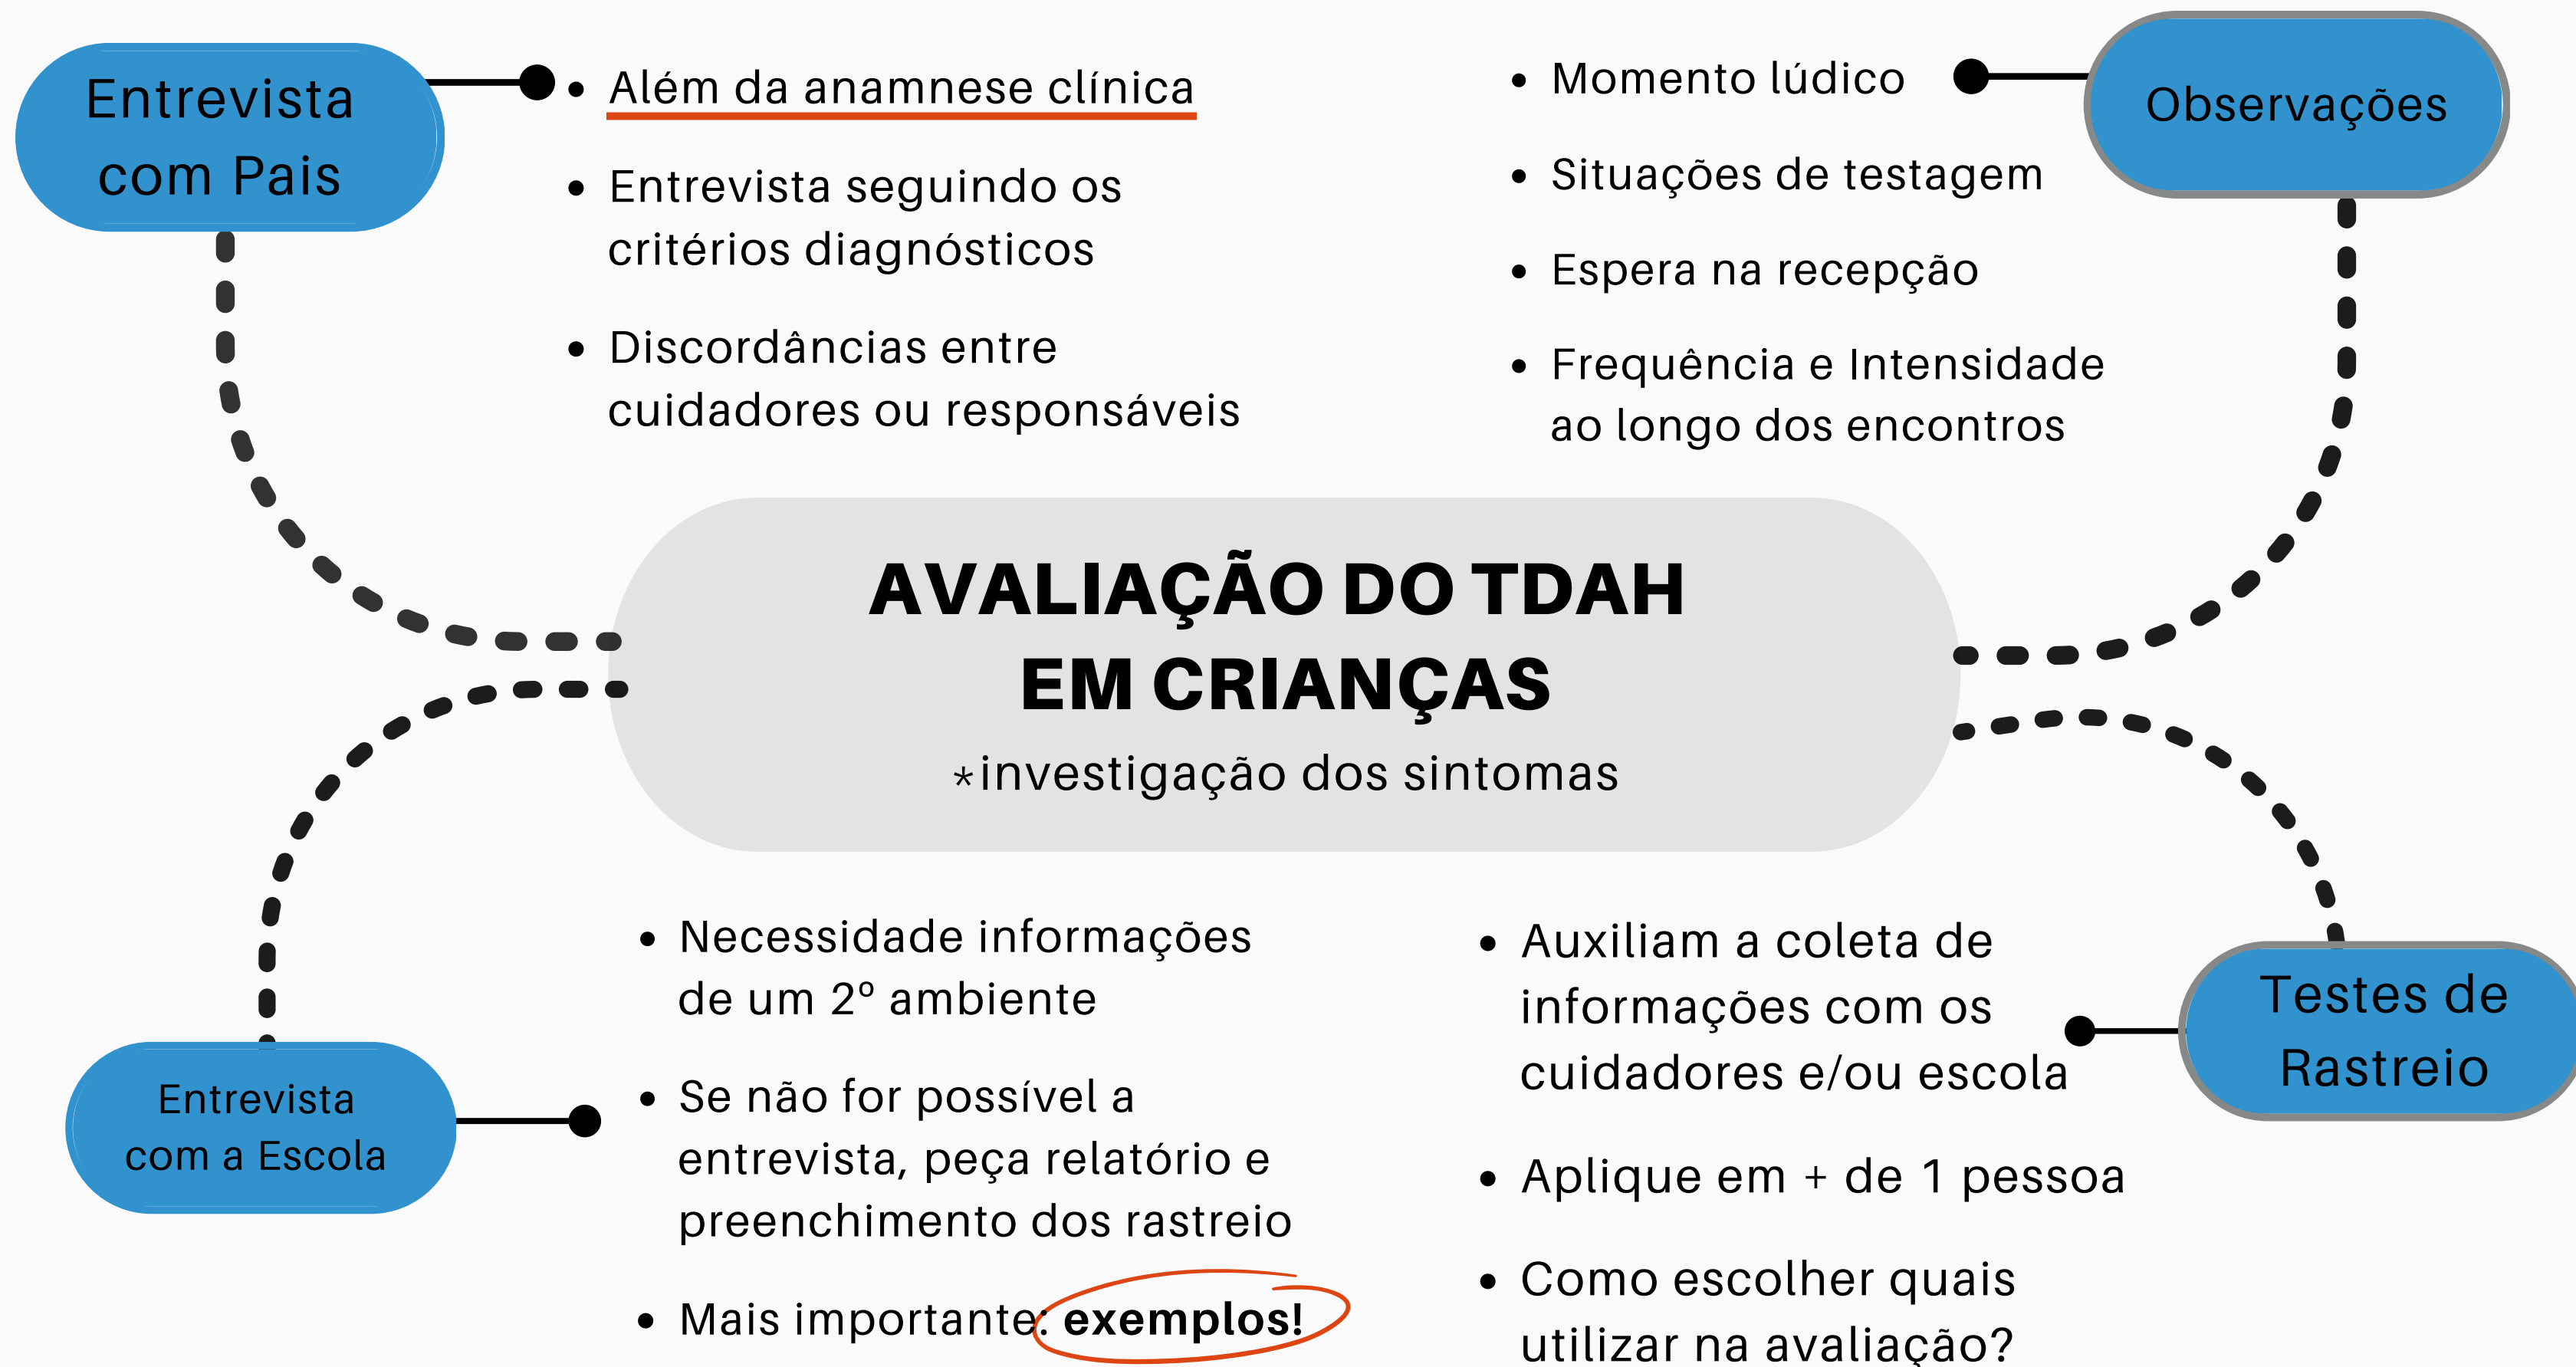 Entrevista
com Pais
• Além da anamnese clínica
• Entrevista seguindo os
critérios diagnósticos
• Discordâncias entre
cuidadores ou responsáveis
Observações
• Momento lúdico
• Situações de testagem
• Espera na recepção
• Frequência e Intensidade
ao longo dos encontros
AVALIAÇÃO DO TDAH
EM CRIANÇAS
*investigação dos sintomas
Entrevista
com a Escola
• Necessidade informações
de um 2º ambiente
• Se não for possível a
entrevista, peça relatório e
preenchimento dos rastreio
• Mais importante: exemplos!
Testes de
Rastreio
• Auxiliam a coleta de
informações com os
cuidadores e/ou escola
• Aplique em + de 1 pessoa
• Como escolher quais
utilizar na avaliação?